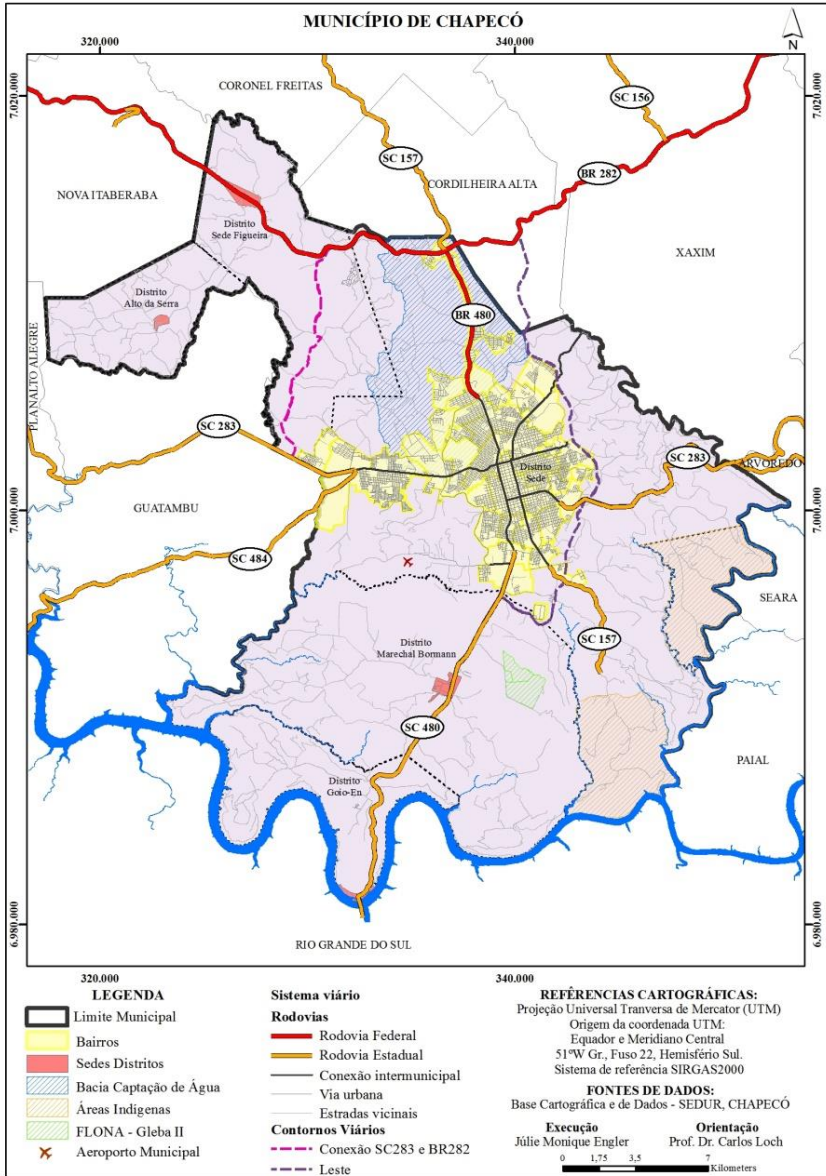 MUNICÍPIO DE CHAPECÓ
N
320.000
340.000
7.020.000
7.020.000
CORONEL FREITAS
SC 156
SC 157
BR 282
CORDILHEIRA ALTA
NOVA ITABERABA
Distrito
Sede Figueira
XAXIM
Distrito
Alto da Serra
BR 480
PLANALTO ALEGRE
SC 283
SC 283
ARVOREDO
Distrito
Sede
7.000.000
7.000.000
GUATAMBU
SC 484
SEARA
SC 157
Distrito
Marechal Bormann
SC 480
PAIAL
Distrito
Goio-En
6.980.000
6.980.000
RIO GRANDE DO SUL
320.000
340.000
LEGENDA
Limite Municipal
Bairros
Sedes Distritos
Bacia Captação de Água
Áreas Indígenas
FLONA - Gleba II
Aeroporto Municipal
Sistema viário
Rodovias
Rodovia Federal
Rodovia Estadual
Conexão intermunicipal
Via urbana
Estradas vicinais
Contornos Viários
Conexão SC283 e BR282
Leste
REFÊRENCIAS CARTOGRÁFICAS:
Projeção Universal Tranversa de Mercator (UTM)
Origem da coordenada UTM:
Equador e Meridiano Central
51ºW Gr., Fuso 22, Hemisfério Sul.
Sistema de referência SIRGAS2000
FONTES DE DADOS:
Base Cartográfica e de Dados - SEDUR, CHAPECÓ
Execução
Júlie Monique Engler
Orientação
Prof. Dr. Carlos Loch
0 1,75 3,5 7
Kilometers